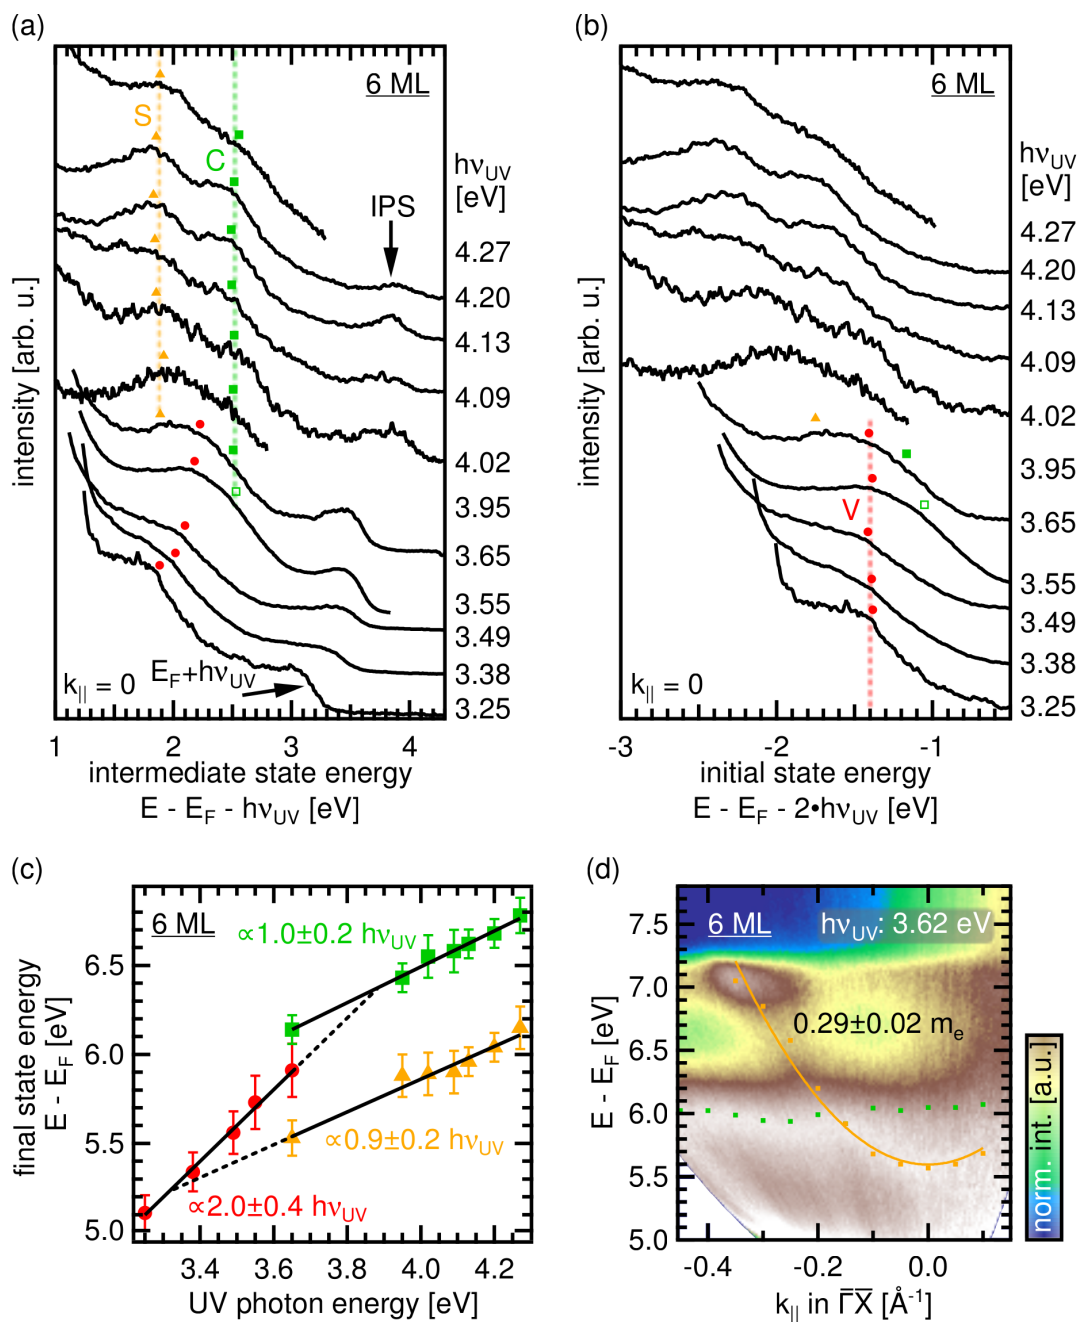 (a)
6 ML
S
C
IPS
hνUV
[eV]
4.27
4.20
4.13
4.09
4.02
3.95
3.65
3.55
3.49
3.38
3.25
EF+hνUV
k|| = 0
intensity [arb. u.]
1 2 3 4
intermediate state energy
E - EF - hνUV [eV]
(b)
6 ML
hνUV
[eV]
4.27
4.20
4.13
4.09
4.02
3.95
3.65
3.55
3.49
3.38
3.25
V
k|| = 0
intensity [arb. u.]
-3 -2 -1
initial state energy
E - EF - 2•hνUV [eV]
(c)
6 ML
∝1.0±0.2 hνUV
∝0.9±0.2 hνUV
∝2.0±0.4 hνUV
final state energy
E - EF [eV]
6.5
6.0
5.5
5.0
3.4 3.6 3.8 4.0 4.2
UV photon energy [eV]
(d)
6 ML
hνUV: 3.62 eV
0.29±0.02 me
E - EF [eV]
7.5
7.0
6.5
6.0
5.5
5.0
-0.4 -0.2 0.0
k|| in Γ̅X̅ [Å-1]
norm. int. [a.u.]